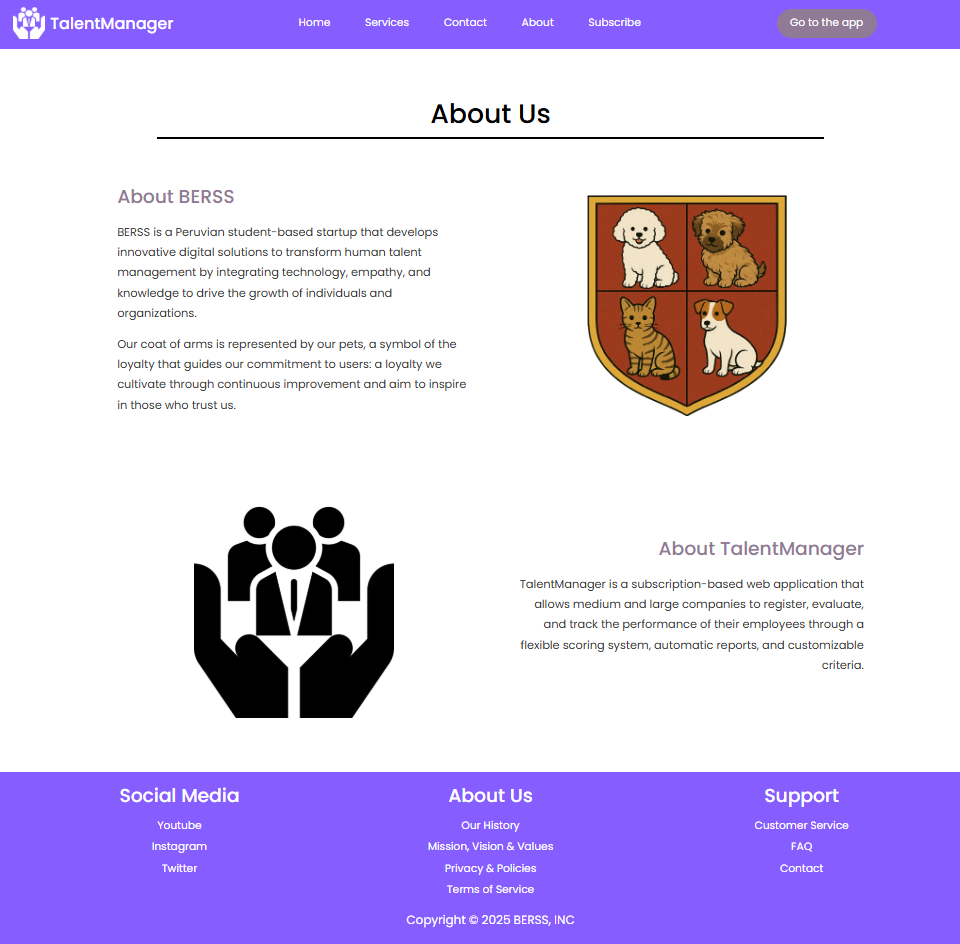 TalentManager
Home
Services
Contact
About
Subscribe
Go to the app
About Us
About BERSS
BERSS is a Peruvian student-based startup that develops
innovative digital solutions to transform human talent
management by integrating technology, empathy, and
knowledge to drive the growth of individuals and
organizations.
Our coat of arms is represented by our pets, a symbol of the
loyalty that guides our commitment to users: a loyalty we
cultivate through continuous improvement and aim to inspire
in those who trust us.
About TalentManager
TalentManager is a subscription-based web application that
allows medium and large companies to register, evaluate,
and track the performance of their employees through a
flexible scoring system, automatic reports, and customizable
criteria.
Social Media
Youtube
Instagram
Twitter
About Us
Our History
Mission, Vision & Values
Privacy & Policies
Terms of Service
Support
Customer Service
FAQ
Contact
Copyright © 2025 BERSS, INC